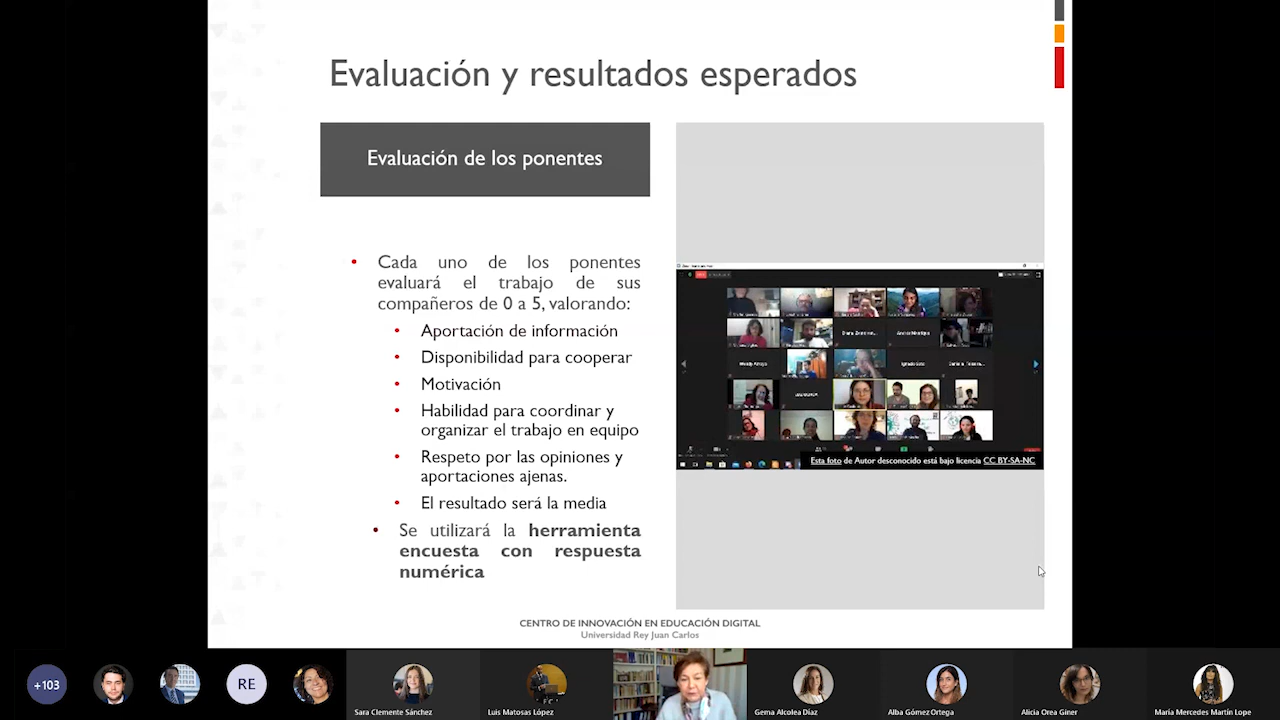 Evaluación y resultados esperados
Evaluación de los ponentes
• Cada uno de los ponentes
evaluará el trabajo de sus
compañeros de 0 a 5, valorando:
• Aportación de información
• Disponibilidad para cooperar
• Motivación
• Habilidad para coordinar y
organizar el trabajo en equipo
• Respeto por las opiniones y
aportaciones ajenas.
• El resultado será la media
• Se utilizará la herramienta
encuesta con respuesta
numérica
Esta foto de Autor desconocido está bajo licencia CC BY-SA-NC
CENTRO DE INNOVACIÓN EN EDUCACIÓN DIGITAL
Universidad Rey Juan Carlos
+103
RE
Sara Clemente Sánchez
Luis Matosas López
Gema Alcolea Díaz
Alba Gómez Ortega
Alicia Orea Giner
María Mercedes Martín Lope